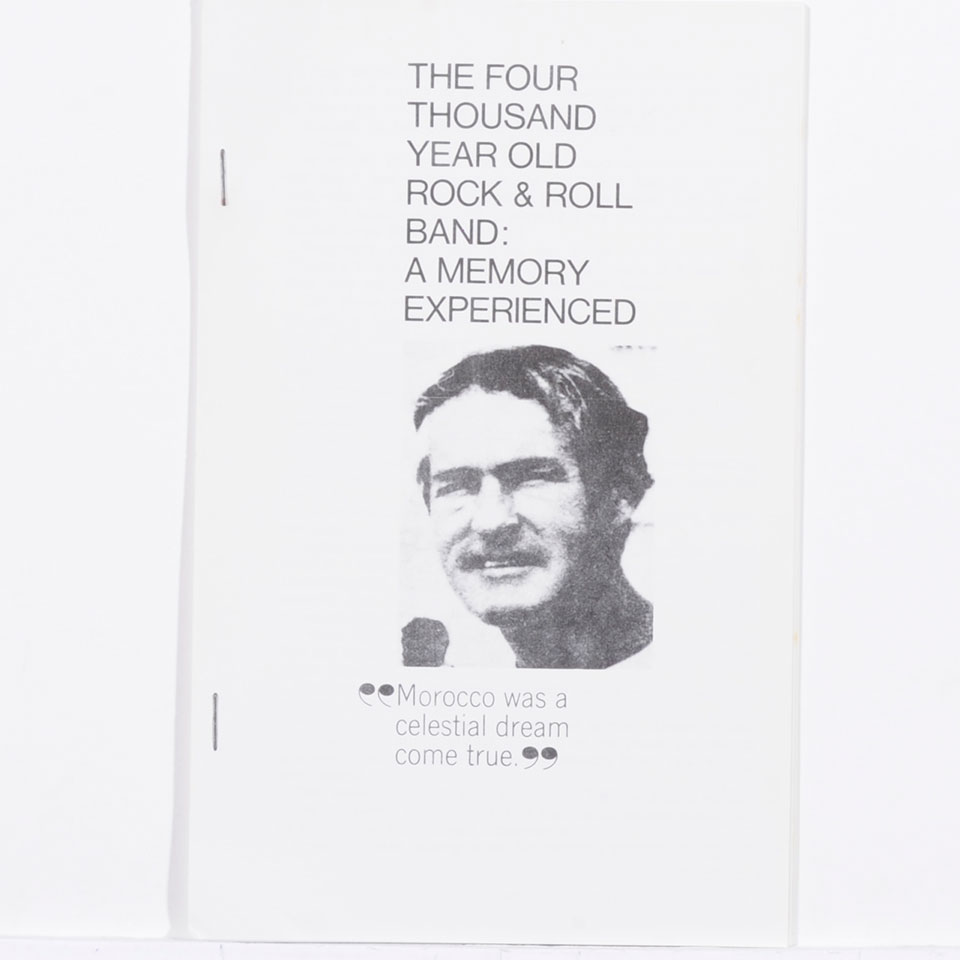 THE FOUR
THOUSAND
YEAR OLD
ROCK & ROLL
BAND:
A MEMORY
EXPERIENCED
❝Morocco was a
celestial dream
come true.❞